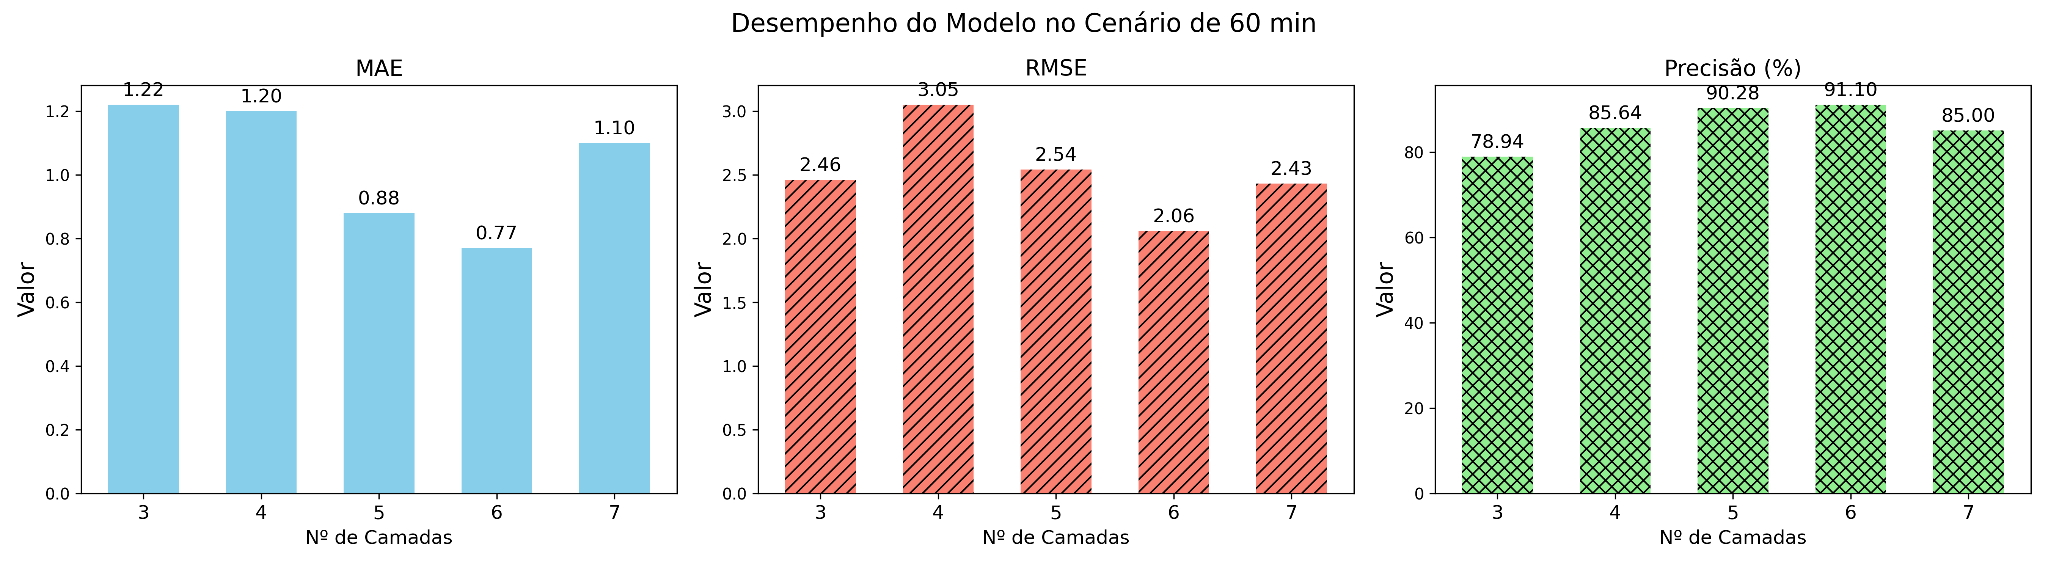 Desempenho do Modelo no Cenário de 60 min
MAE
1.22
1.20
0.88
0.77
1.10
1.2
1.0
0.8
0.6
0.4
0.2
0.0
Valor
3 4 5 6 7
Nº de Camadas
RMSE
2.46
3.05
2.54
2.06
2.43
3.0
2.5
2.0
1.5
1.0
0.5
0.0
Valor
3 4 5 6 7
Nº de Camadas
Precisão (%)
78.94
85.64
90.28
91.10
85.00
80
60
40
20
0
Valor
3 4 5 6 7
Nº de Camadas